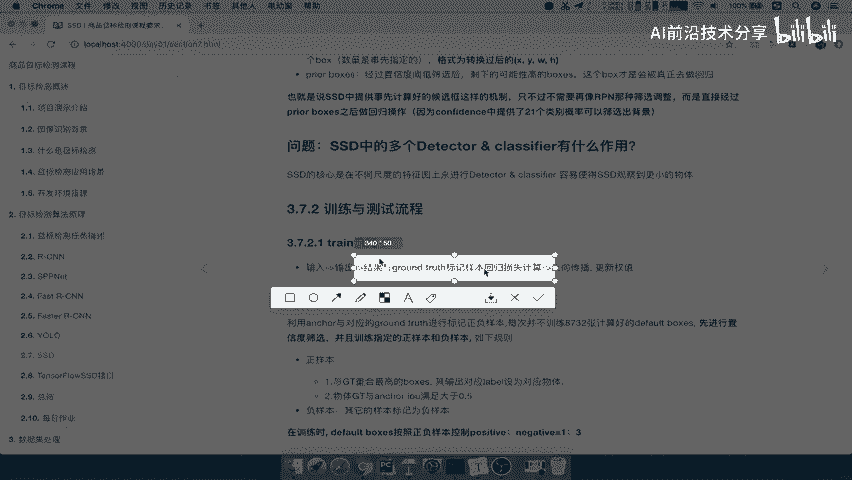 Chrome 文件 修改 视图 历史记录 书签 其他人 电动窗 帮助
100%
AI前沿技术分享 bilibili
商品目标检测课程
1. 目标检测概述
1.1. 项目演示介绍
1.2. 图像识别背景
1.3. 什么是目标检测
1.4. 目标检测应用场景
1.5. 开发环境搭建
2. 目标检测算法原理
2.1. 目标检测任务描述
2.2. R-CNN
2.3. SPPNet
2.4. Fast R-CNN
2.5. Faster R-CNN
2.6. YOLO
2.7. SSD
2.8. TensorFlowSSD接口
2.9. 总结
2.10. 每日作业
3. 数据集处理
个box（数量是事先指定的），格式为转换过后的(x, y, w, h)
prior boxes：经过置信度阈值筛选后，剩下的可能性高的boxes。这个box才是会被真正去做回归
也就是说SSD中提供事先计算好的候选框这样的机制，只不过不需要再像RPN那种筛选调整，而是直接经过
prior boxes之后做回归操作（因为confidence中提供了21个类别概率可以筛选出背景）
问题：SSD中的多个Detector & classifier有什么作用?
SSD的核心是在不同尺度的特征图上来进行Detector & classifier 容易使得SSD观察到更小的物体
3.7.2 训练与测试流程
3.7.2.1 train
340 * 50
输入->输出->结果 ground truth标记样本回归损失计算->反向传播, 更新权值
利用anchor与对应的ground truth进行标记正负样本,每次并不训练8732张计算好的default boxes, 先进行置
信度筛选，并且训练指定的正样本和负样本, 如下规则
正样本
1.与GT重合最高的boxes, 其输出对应label设为对应物体.
2.物体GT与anchor iou满足大于0.5
负样本：其它的样本标记为负样本
在训练时, default boxes按照正负样本控制positive：negative=1：3